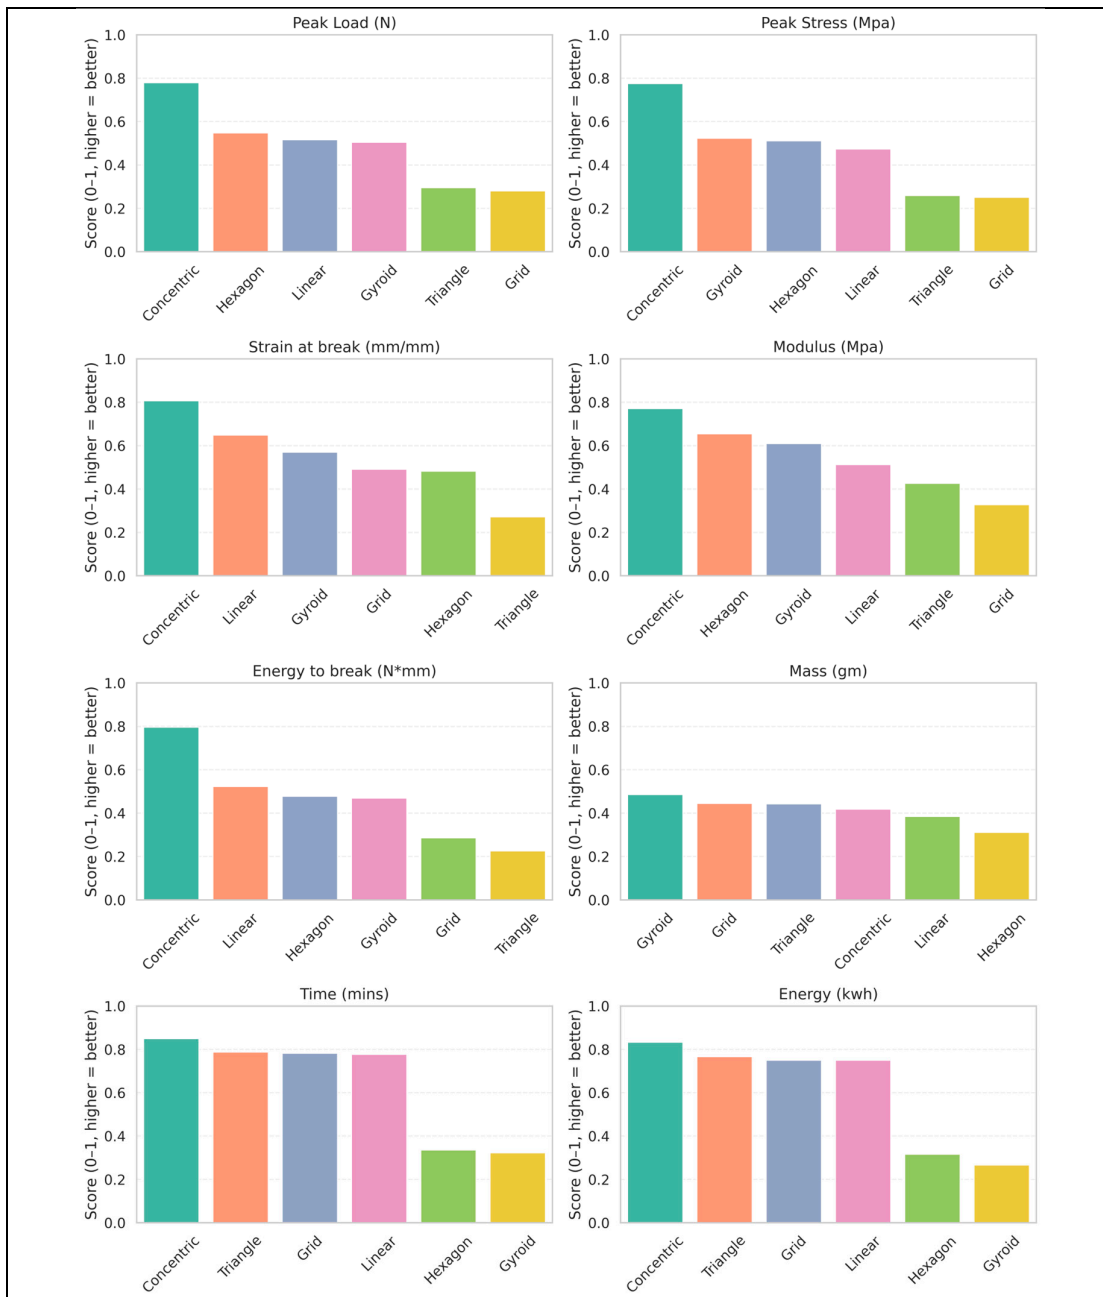 Peak Load (N)
Score (0–1, higher = better)
1.0
0.8
0.6
0.4
0.2
0.0
Concentric
Hexagon
Linear
Gyroid
Triangle
Grid
Peak Stress (Mpa)
Score (0–1, higher = better)
1.0
0.8
0.6
0.4
0.2
0.0
Concentric
Gyroid
Hexagon
Linear
Triangle
Grid
Strain at break (mm/mm)
Score (0–1, higher = better)
1.0
0.8
0.6
0.4
0.2
0.0
Concentric
Linear
Gyroid
Grid
Hexagon
Triangle
Modulus (Mpa)
Score (0–1, higher = better)
1.0
0.8
0.6
0.4
0.2
0.0
Concentric
Hexagon
Gyroid
Linear
Triangle
Grid
Energy to break (N*mm)
Score (0–1, higher = better)
1.0
0.8
0.6
0.4
0.2
0.0
Concentric
Linear
Hexagon
Gyroid
Grid
Triangle
Mass (gm)
Score (0–1, higher = better)
1.0
0.8
0.6
0.4
0.2
0.0
Gyroid
Grid
Triangle
Concentric
Linear
Hexagon
Time (mins)
Score (0–1, higher = better)
1.0
0.8
0.6
0.4
0.2
0.0
Concentric
Triangle
Grid
Linear
Hexagon
Gyroid
Energy (kwh)
Score (0–1, higher = better)
1.0
0.8
0.6
0.4
0.2
0.0
Concentric
Triangle
Grid
Linear
Hexagon
Gyroid